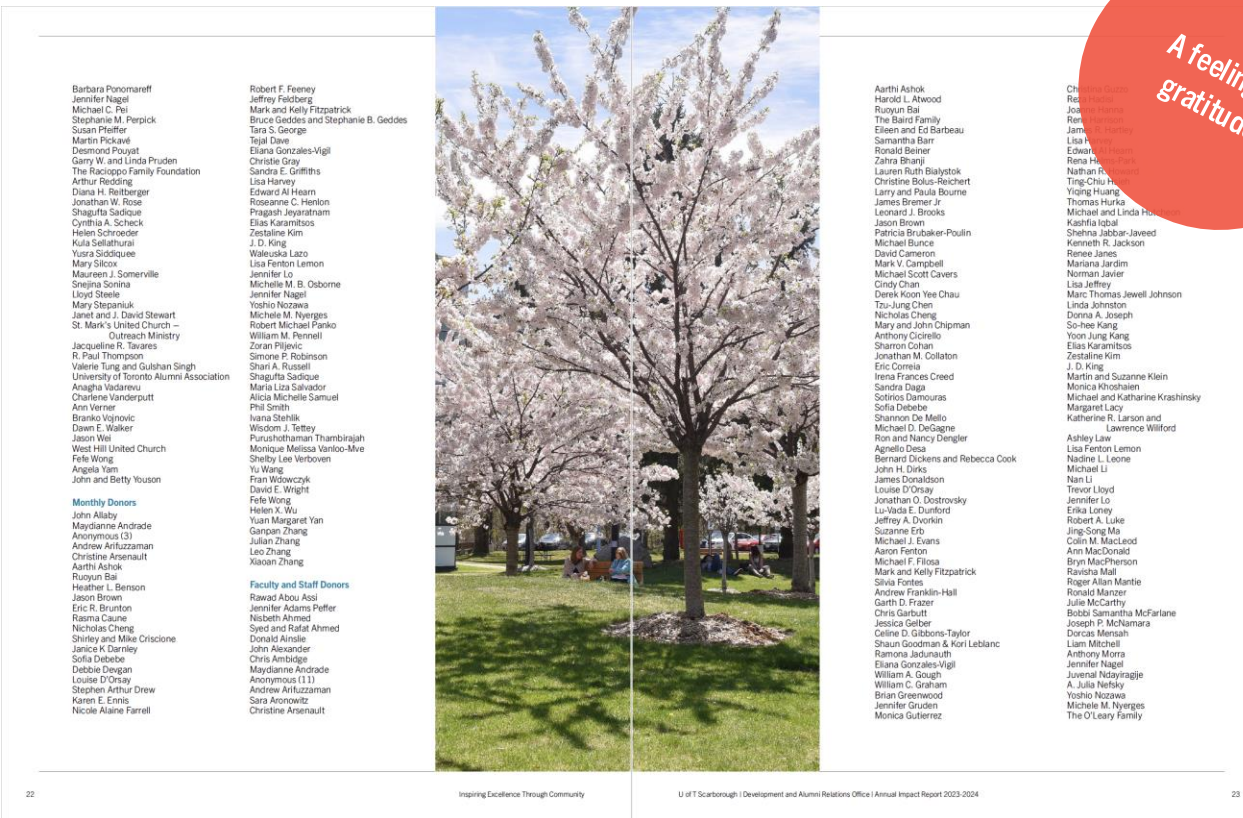 Barbara Ponomareff
Jennifer Nagel
Michael C. Pei
Stephanie M. Perpick
Susan Pfeiffer
Martin Pickavé
Desmond Pouyat
Garry W. and Linda Pruden
The Racioppo Family Foundation
Arthur Redding
Diana H. Reitberger
Jonathan W. Rose
Shagufta Sadique
Cynthia A. Scheck
Helen Schroeder
Kula Sellathurai
Yusra Siddiquee
Mary Silcox
Maureen J. Somerville
Snejina Sonina
Lloyd Steele
Mary Stepaniuk
Janet and J. David Stewart
St. Mark's United Church –
Outreach Ministry
Jacqueline R. Tavares
R. Paul Thompson
Valerie Tung and Gulshan Singh
University of Toronto Alumni Association
Anagha Vadarevu
Charlene Vanderputt
Ann Verner
Branko Vojnovic
Dawn E. Walker
Jason Wei
West Hill United Church
Fefe Wong
Angela Yam
John and Betty Youson
Monthly Donors
John Allaby
Maydianne Andrade
Anonymous (3)
Andrew Arifuzzaman
Christine Arsenault
Aarthi Ashok
Ruoyun Bai
Heather L. Benson
Jason Brown
Eric R. Brunton
Rasma Caune
Nicholas Cheng
Shirley and Mike Criscione
Janice K Darnley
Sofia Debebe
Debbie Devgan
Louise D'Orsay
Stephen Arthur Drew
Karen E. Ennis
Nicole Alaine Farrell
Robert F. Feeney
Jeffrey Feldberg
Mark and Kelly Fitzpatrick
Bruce Geddes and Stephanie B. Geddes
Tara S. George
Tejal Dave
Eliana Gonzales-Vigil
Christie Gray
Sandra E. Griffiths
Lisa Harvey
Edward Al Hearn
Roseanne C. Henlon
Pragash Jeyaratnam
Elias Karamitsos
Zestaline Kim
J. D. King
Waleuska Lazo
Lisa Fenton Lemon
Jennifer Lo
Michelle M. B. Osborne
Jennifer Nagel
Yoshio Nozawa
Michele M. Nyerges
Robert Michael Panko
William M. Pennell
Zoran Piljevic
Simone P. Robinson
Shari A. Russell
Shagufta Sadique
Maria Liza Salvador
Alicia Michelle Samuel
Phil Smith
Ivana Stehlik
Wisdom J. Tettey
Purushothaman Thambirajah
Monique Melissa Vanloo-Mve
Shelby Lee Verboven
Yu Wang
Fran Wdowczyk
David E. Wright
Fefe Wong
Helen X. Wu
Yuan Margaret Yan
Ganpan Zhang
Julian Zhang
Leo Zhang
Xiaoan Zhang
Faculty and Staff Donors
Rawad Abou Assi
Jennifer Adams Peffer
Nisbeth Ahmed
Syed and Rafat Ahmed
Donald Ainslie
John Alexander
Chris Ambidge
Maydianne Andrade
Anonymous (11)
Andrew Arifuzzaman
Sara Aronowitz
Christine Arsenault
Aarthi Ashok
Harold L. Atwood
Ruoyun Bai
The Baird Family
Eileen and Ed Barbeau
Samantha Barr
Ronald Beiner
Zahra Bhanji
Lauren Ruth Bialystok
Christine Bolus-Reichert
Larry and Paula Bourne
James Bremer Jr
Leonard J. Brooks
Jason Brown
Patricia Brubaker-Poulin
Michael Bunce
David Cameron
Mark V. Campbell
Michael Scott Cavers
Cindy Chan
Derek Koon Yee Chau
Tzu-Jung Chen
Nicholas Cheng
Mary and John Chipman
Anthony Cicirello
Sharron Cohan
Jonathan M. Collaton
Eric Correia
Irena Frances Creed
Sandra Daga
Sotirios Damouras
Sofia Debebe
Shannon De Mello
Michael D. DeGagne
Ron and Nancy Dengler
Agnello Desa
Bernard Dickens and Rebecca Cook
John H. Dirks
James Donaldson
Louise D'Orsay
Jonathan O. Dostrovsky
Lu-Vada E. Dunford
Jeffrey A. Dvorkin
Suzanne Erb
Michael J. Evans
Aaron Fenton
Michael F. Filosa
Mark and Kelly Fitzpatrick
Silvia Fontes
Andrew Franklin-Hall
Garth D. Frazer
Chris Garbutt
Jessica Gelber
Celine D. Gibbons-Taylor
Shaun Goodman & Kori Leblanc
Ramona Jadunauth
Eliana Gonzales-Vigil
William A. Gough
William C. Graham
Brian Greenwood
Jennifer Gruden
Monica Gutierrez
Reza
Joanne Hanna
Rene Harrison
James R. Hartley
Lisa
Edward Al Hearn
Rena Helms-Park
Nathan R.
Ting-Chiu
Yiqing Huang
Thomas Hurka
Michael and Linda Hutcheon
Kashfia Iqbal
Shehna Jabbar-Javeed
Kenneth R. Jackson
Renee Janes
Mariana Jardim
Norman Javier
Lisa Jeffrey
Marc Thomas Jewell Johnson
Linda Johnston
Donna A. Joseph
So-hee Kang
Yoon Jung Kang
Elias Karamitsos
Zestaline Kim
J. D. King
Martin and Suzanne Klein
Monica Khoshaien
Michael and Katharine Krashinsky
Margaret Lacy
Katherine R. Larson and
Lawrence Wiliford
Ashley Law
Lisa Fenton Lemon
Nadine L. Leone
Michael Li
Nan Li
Trevor Lloyd
Jennifer Lo
Erika Loney
Robert A. Luke
Jing-Song Ma
Colin M. MacLeod
Ann MacDonald
Bryn MacPherson
Ravisha Mall
Roger Allan Mantie
Ronald Manzer
Julie McCarthy
Bobbi Samantha McFarlane
Joseph P. McNamara
Dorcas Mensah
Liam Mitchell
Anthony Morra
Jennifer Nagel
Juvenal Ndayiragije
A. Julia Nefsky
Yoshio Nozawa
Michele M. Nyerges
The O'Leary Family
A feelin
gratitud
22
Inspiring Excellence Through Community
U of T Scarborough | Development and Alumni Relations Office | Annual Impact Report 2023-2024
23